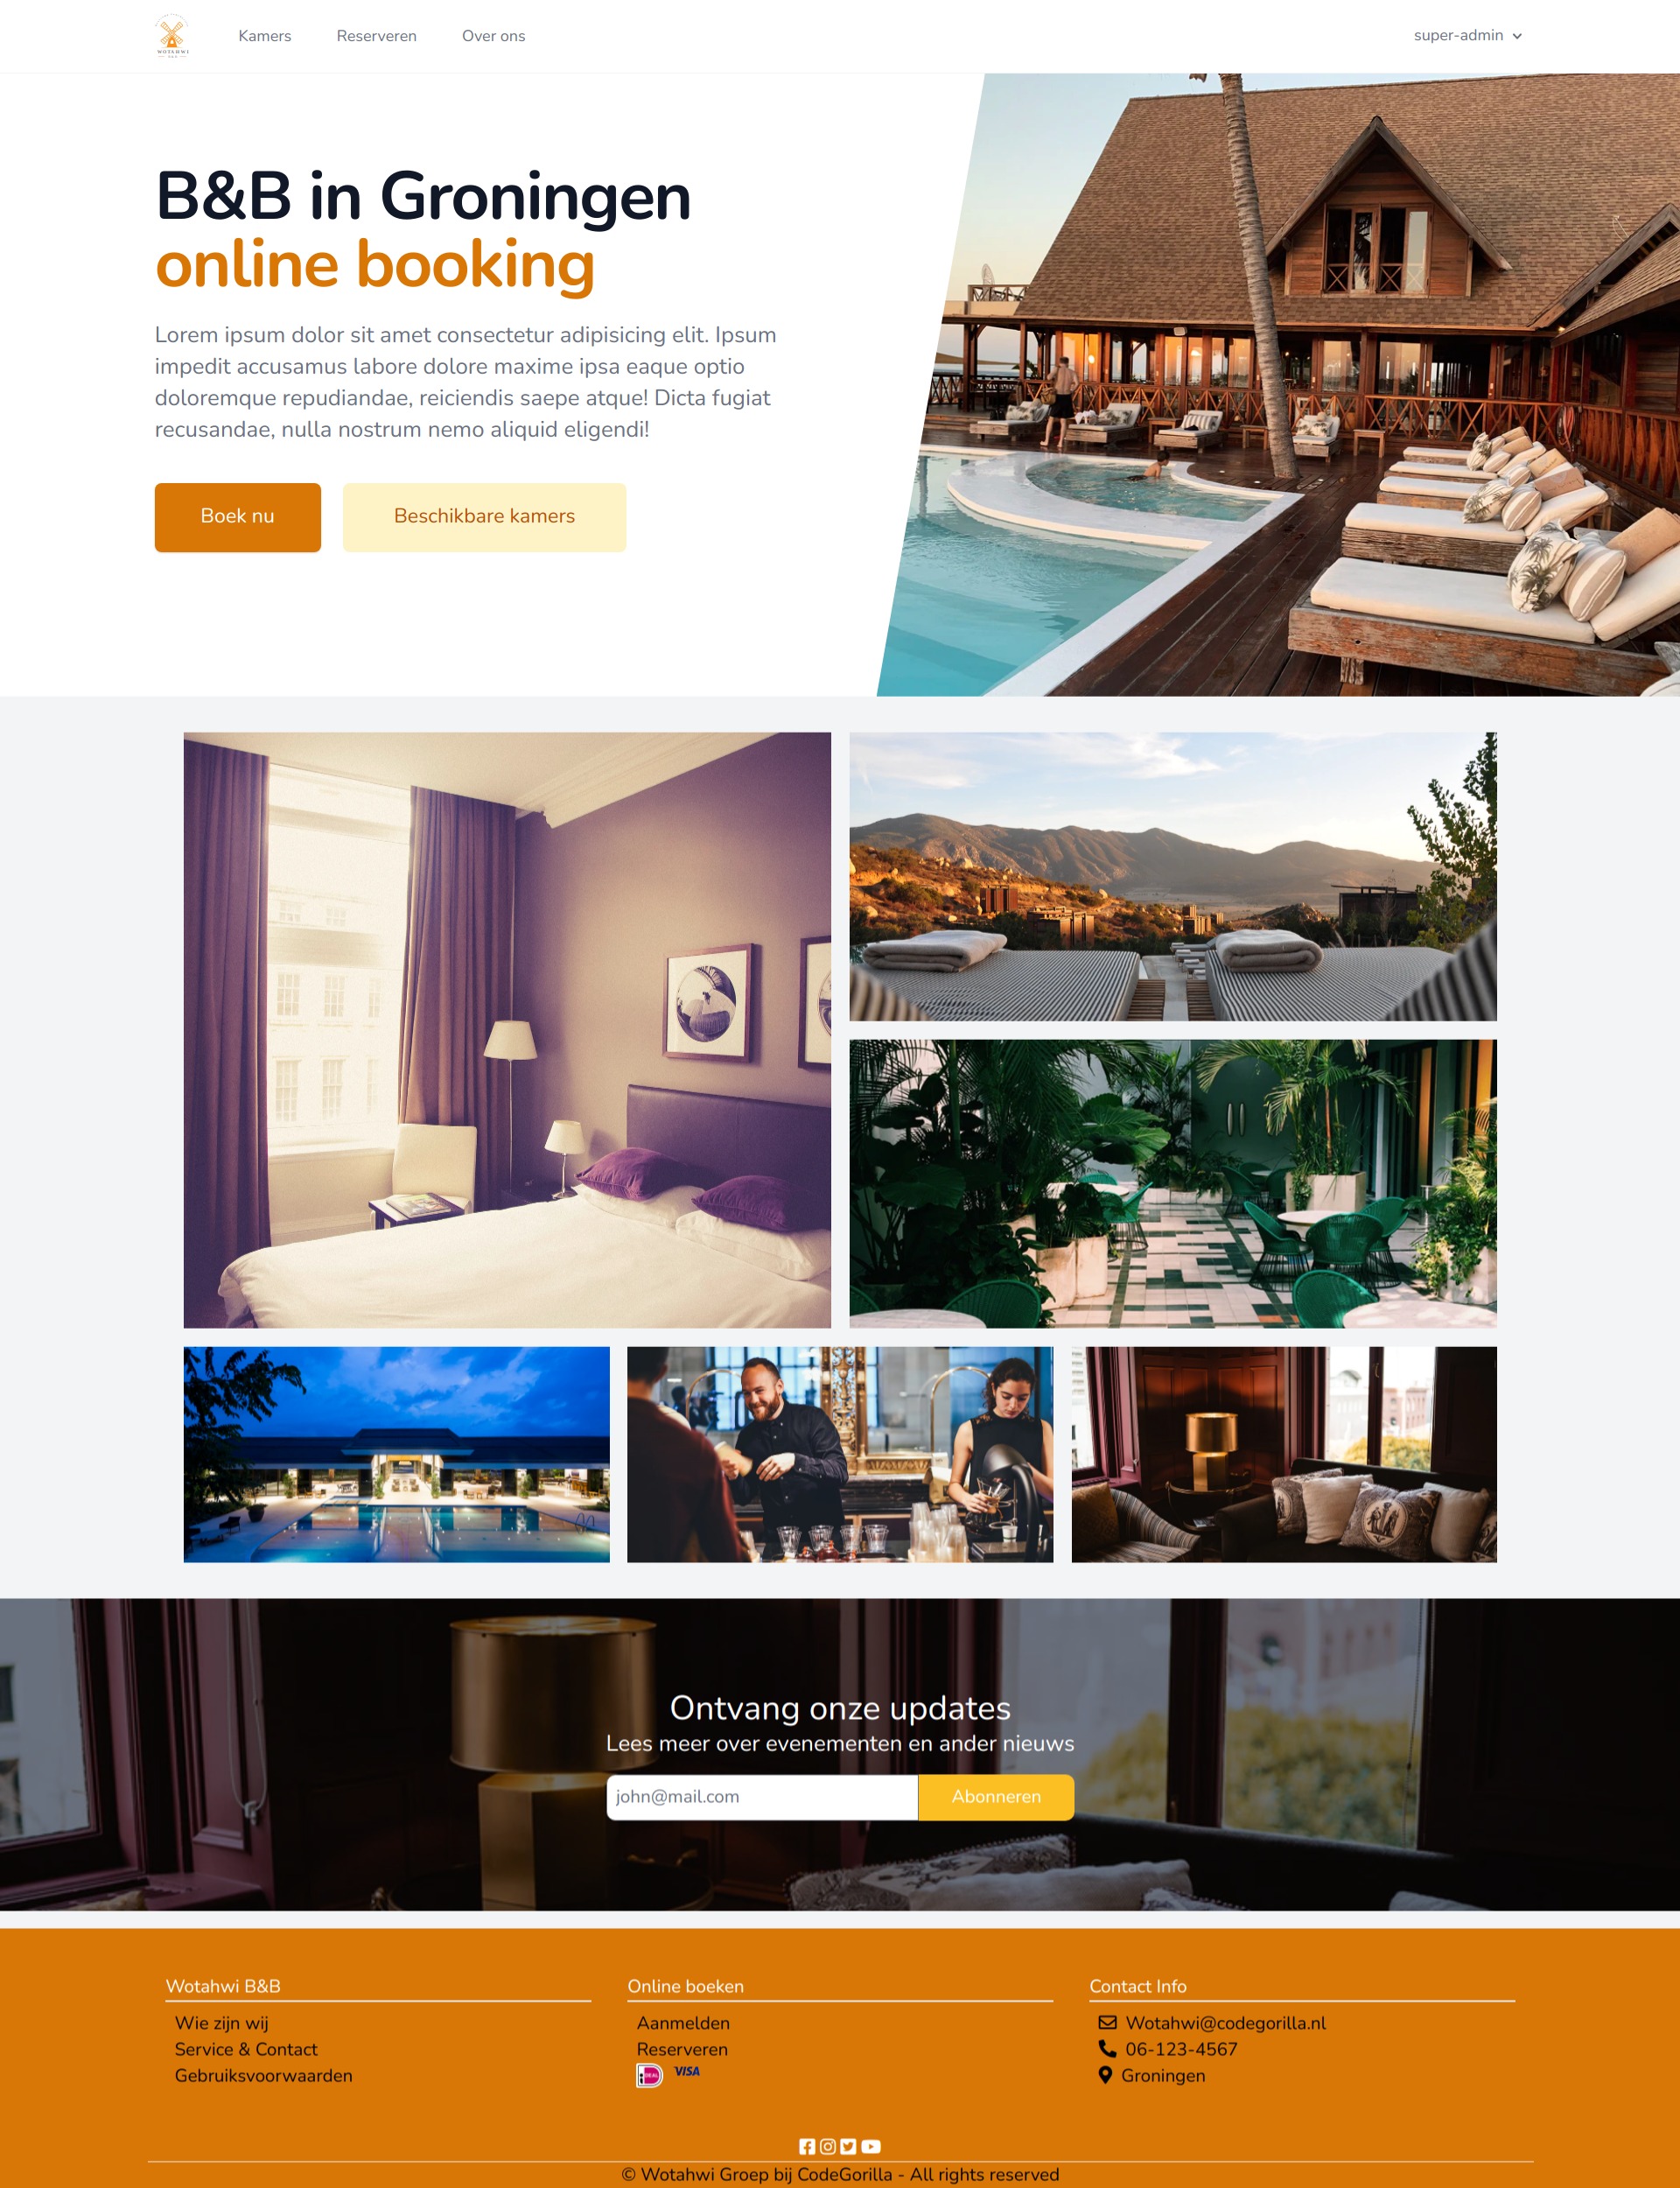 WOTAHWI
B&B
Kamers
Reserveren
Over ons
super-admin
B&B in Groningen
online booking
Lorem ipsum dolor sit amet consectetur adipisicing elit. Ipsum
impedit accusamus labore dolore maxime ipsa eaque optio
doloremque repudiandae, reiciendis saepe atque! Dicta fugiat
recusandae, nulla nostrum nemo aliquid eligendi!
Boek nu
Beschikbare kamers
Ontvang onze updates
Lees meer over evenementen en ander nieuws
john@mail.com
Abonneren
Wotahwi B&B
Wie zijn wij
Service & Contact
Gebruiksvoorwaarden
Online boeken
Aanmelden
Reserveren
iDEAL VISA
Contact Info
Wotahwi@codegorilla.nl
06-123-4567
Groningen
© Wotahwi Groep bij CodeGorilla - All rights reserved